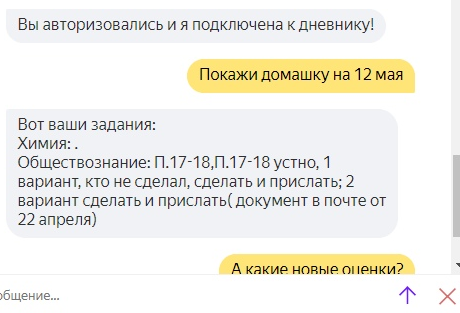 Вы авторизовались и я подключена к дневнику!
Покажи домашку на 12 мая
Вот ваши задания:
Химия: .
Обществознание: П.17-18,П.17-18 устно, 1
вариант, кто не сделал, сделать и прислать; 2
вариант сделать и прислать( документ в почте от
22 апреля)
А какие новые оценки?
общение...